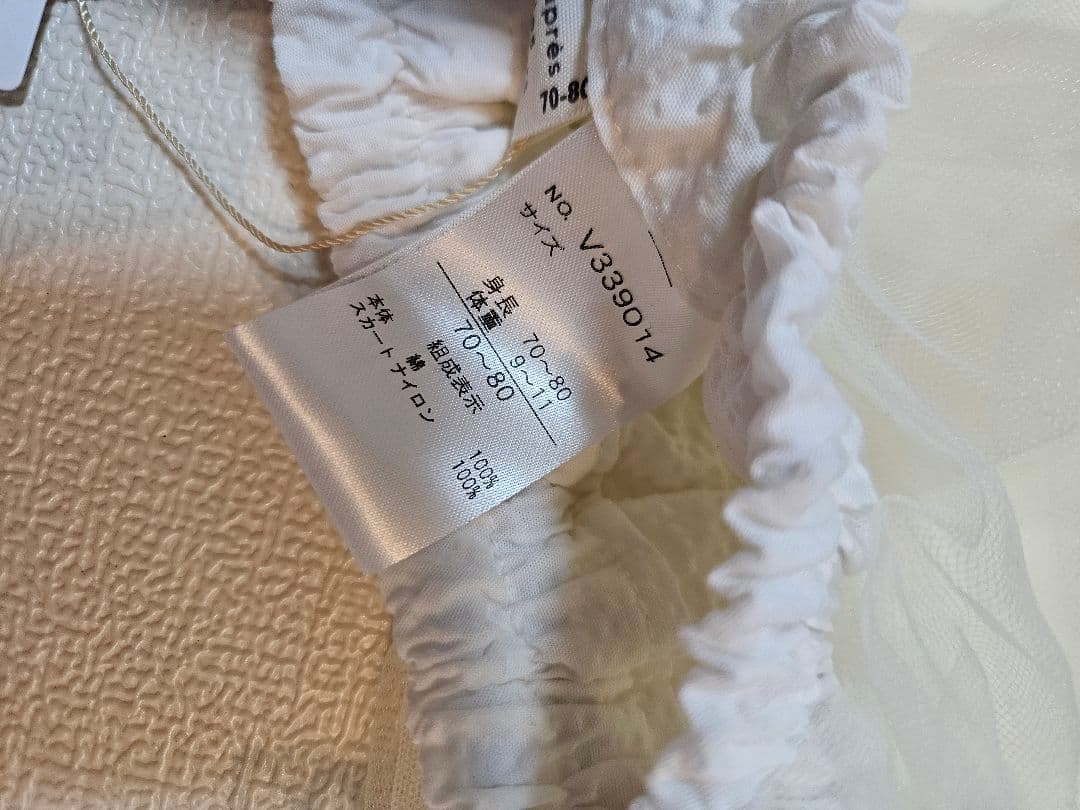 uprès
70-80
NO. V339014
サイズ
身長 70～80
体重 9～11
70～80
組成表示
本体 綿 100%
スカートナイロン 100%